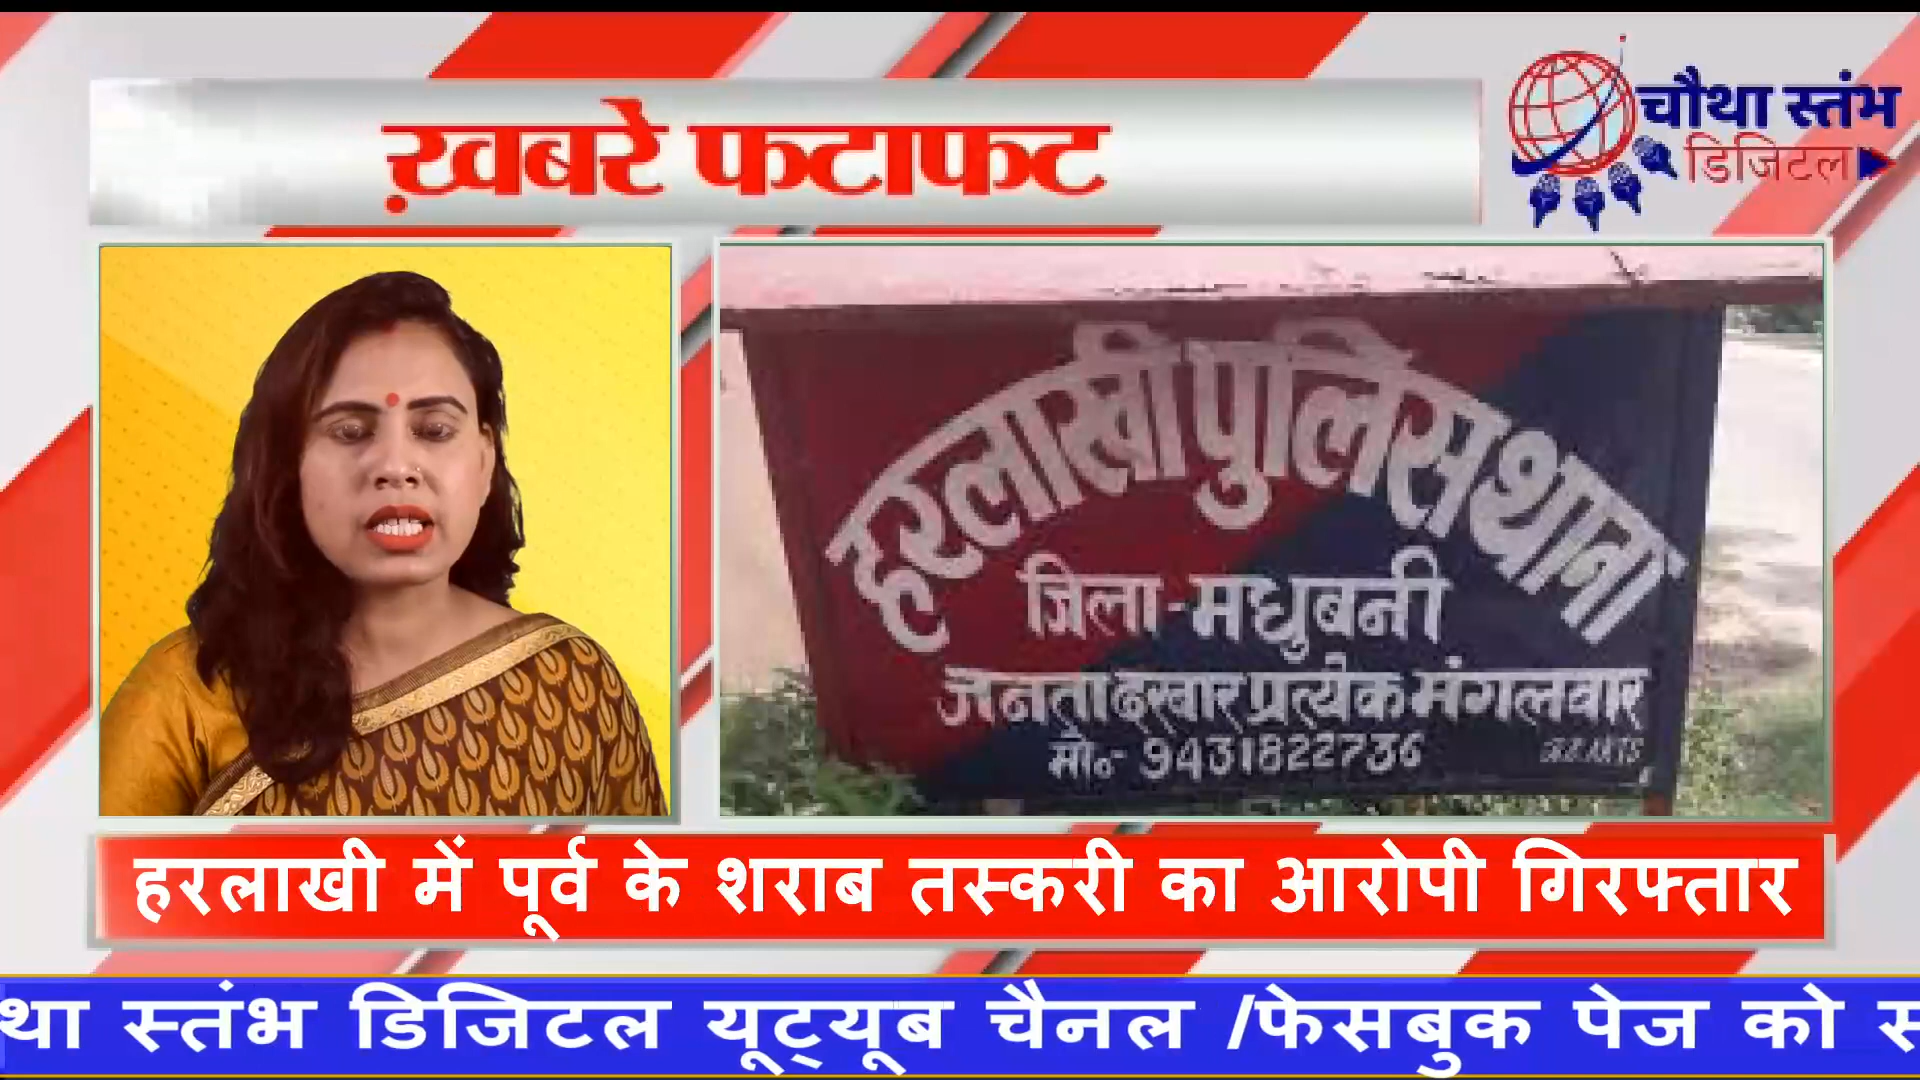 ख़बरें फटाफट
चौथा स्तंभ
डिजिटल
हरलाखी पुलिस थाना
जिला-मधुबनी
जनता दरबार प्रत्येक मंगलवार
मो०- 9431822736
हरलाखी में पूर्व के शराब तस्करी का आरोपी गिरफ्तार
था स्तंभ डिजिटल यूट्यूब चैनल /फेसबुक पेज को स